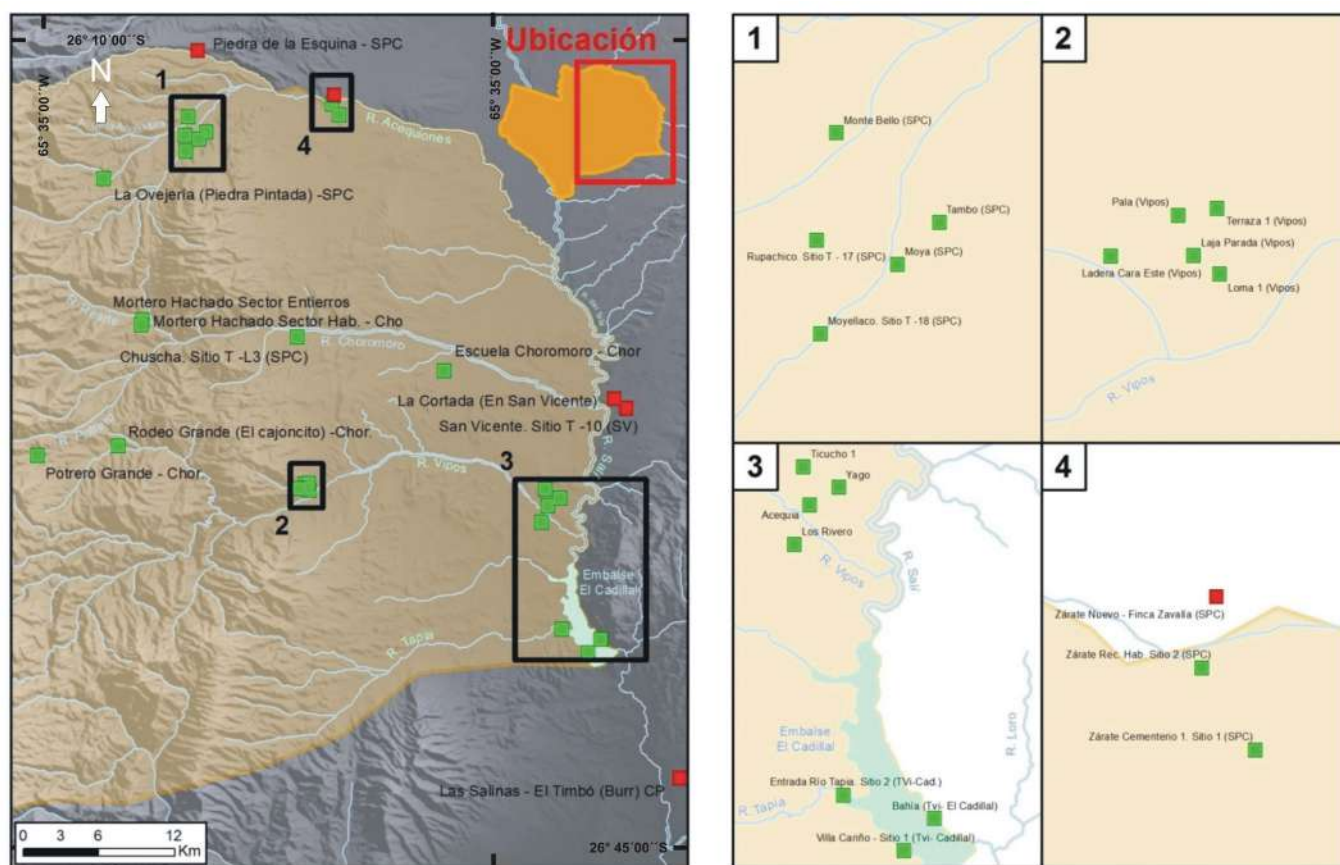 26° 10´00´´S
Piedra de la Esquina - SPC
65° 35´00´´W
Ubicación
N
65° 35´00´´W
1
4
R. Acequiones
La Ovejería (Piedra Pintada) -SPC
Mortero Hachado Sector Entierros
Mortero Hachado Sector Hab. - Cho
R. Choromoro
Chuscha. Sitio T -L3 (SPC)
Escuela Choromoro - Chor
La Cortada (En San Vicente)
San Vicente. Sitio T -10 (SV)
Rodeo Grande (El cajoncito) -Chor.
R. Salí
Potrero Grande - Chor.
R. Vipos
3
2
Embalse
El Cadillal
R. Tapia
Las Salinas - El Timbó (Burr) CP
0 3 6 12
Km
26° 45´00´´S
1
Monte Bello (SPC)
Tambo (SPC)
Rupachico. Sitio T - 17 (SPC)
Moya (SPC)
Moyellaco. Sitio T -18 (SPC)
2
Pala (Vipos)
Terraza 1 (Vipos)
Laja Parada (Vipos)
Ladera Cara Este (Vipos)
Loma 1 (Vipos)
R. Vipos
3
Ticucho 1
Yago
Acequia
Los Rivero
R. Vipos
R. Salí
R. Loro
Embalse
El Cadillal
Entrada Río Tapia. Sitio 2 (TVi-Cad.)
R. Tapia
Bahía (Tvi- El Cadillal)
Villa Cariño - Sitio 1 (Tvi- Cadillal)
4
Zárate Nuevo - Finca Zavalía (SPC)
Zárate Rec. Hab. Sitio 2 (SPC)
Zárate Cementerio 1. Sitio 1 (SPC)